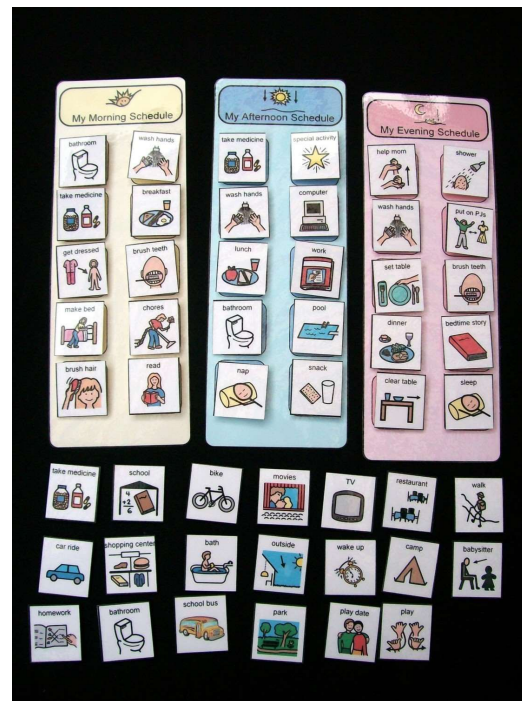 My Morning Schedule
bathroom
wash hands
take medicine
breakfast
get dressed
brush teeth
make bed
chores
brush hair
read
My Afternoon Schedule
take medicine
special activity
wash hands
computer
lunch
work
bathroom
pool
nap
snack
My Evening Schedule
help mom
shower
wash hands
put on PJs
set table
brush teeth
dinner
bedtime story
clear table
sleep
take medicine
school
bike
movies
TV
restaurant
walk
car ride
shopping center
bath
outside
wake up
camp
babysitter
homework
bathroom
school bus
park
play date
play